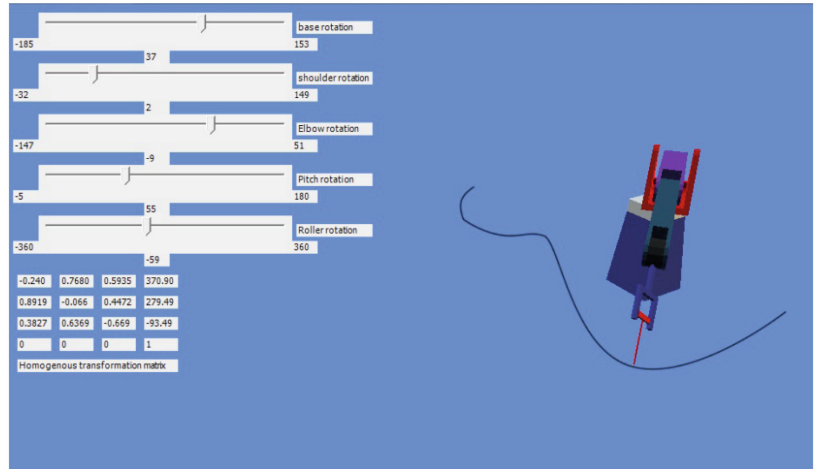 base rotation
-185 153
37
shoulder rotation
-32 149
2
Elbow rotation
-147 51
-9
Pitch rotation
-5 180
55
Roller rotation
-360 360
-59
-0.240 0.7680 0.5935 370.90
0.8919 -0.066 0.4472 279.49
0.3827 0.6369 -0.669 -93.49
0 0 0 1
Homogenous transformation matrix